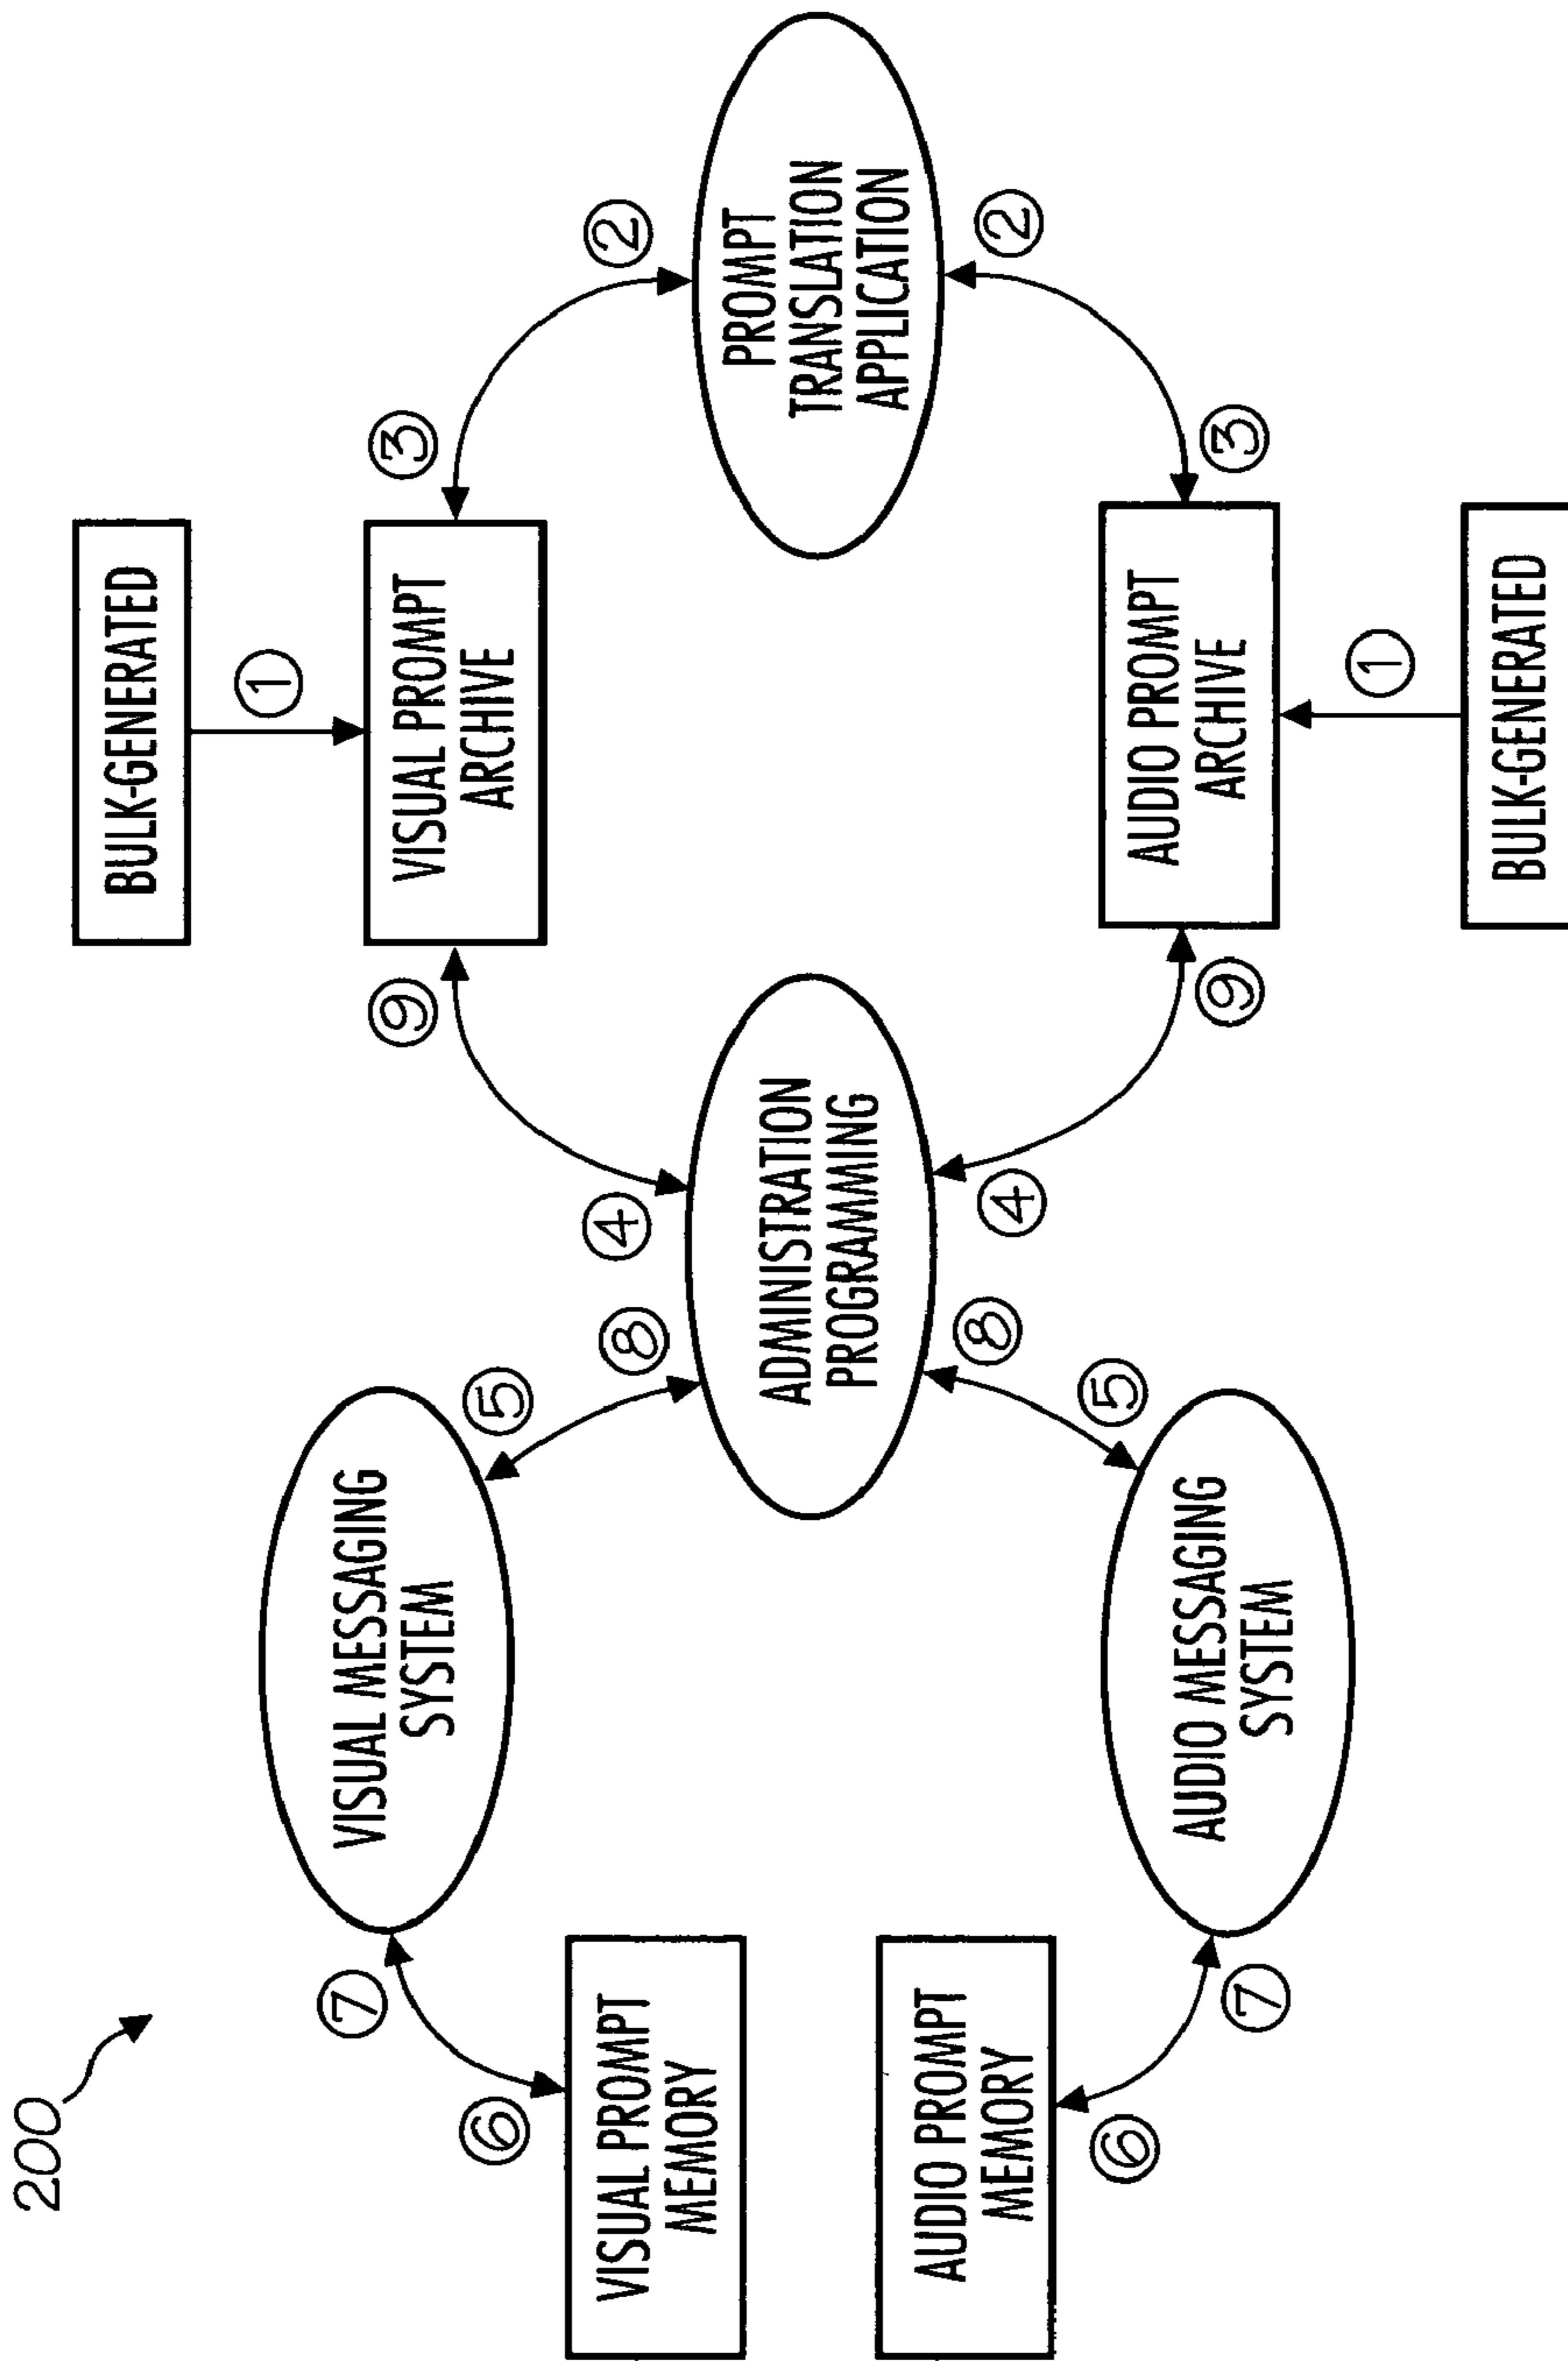 200
BULK-GENERATED
①
VISUAL PROMPT
ARCHIVE
⑨
③
④
②
VISUAL MESSAGING
SYSTEM
⑤
⑧
⑦
⑥
VISUAL PROMPT
MEMORY
ADMINISTRATION
PROGRAMMING
PROMPT
TRANSLATION
APPLICATION
AUDIO PROMPT
MEMORY
⑥
⑦
⑧
⑤
④
②
AUDIO MESSAGING
SYSTEM
⑨
③
AUDIO PROMPT
ARCHIVE
①
BULK-GENERATED